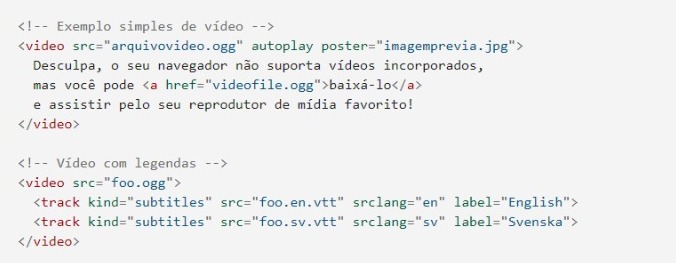 <!-- Exemplo simples de vídeo -->
<video src="arquivovideo.ogg" autoplay poster="imagemprevia.jpg">
  Desculpa, o seu navegador não suporta vídeos incorporados,
  mas você pode <a href="videofile.ogg">baixá-lo</a>
  e assistir pelo seu reprodutor de mídia favorito!
</video>

<!-- Vídeo com legendas -->
<video src="foo.ogg">
  <track kind="subtitles" src="foo.en.vtt" srclang="en" label="English">
  <track kind="subtitles" src="foo.sv.vtt" srclang="sv" label="Svenska">
</video>